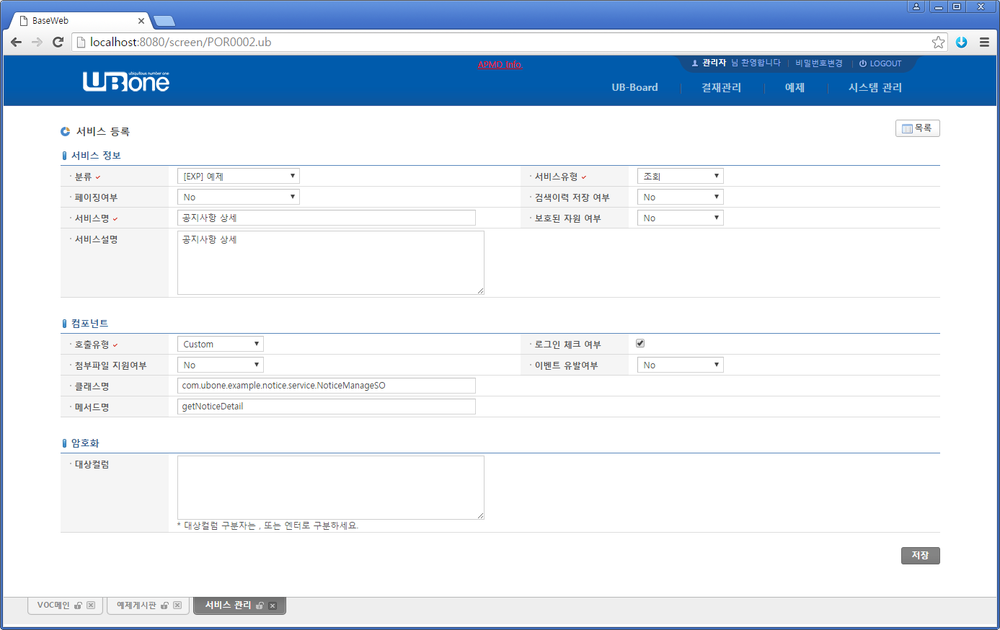 BaseWeb
localhost:8080/screen/POR0002.ub
APMD Info.
관리자 님 환영합니다 비밀번호변경 LOGOUT
ubiquitous number one
UBone
UB-Board 결재관리 예제 시스템 관리
서비스 등록 목록
서비스 정보
분류 [EXP] 예제 서비스유형 조회
페이징여부 No 검색이력 저장 여부 No
서비스명 공지사항 상세 보호된 자원 여부 No
서비스설명 공지사항 상세
컴포넌트
호출유형 Custom 로그인 체크 여부
첨부파일 지원여부 No 이벤트 유발여부 No
클래스명 com.ubone.example.notice.service.NoticeManageSO
메서드명 getNoticeDetail
암호화
대상컬럼
* 대상컬럼 구분자는 , 또는 엔터로 구분하세요.
저장
VOC메인 예제게시판 서비스 관리